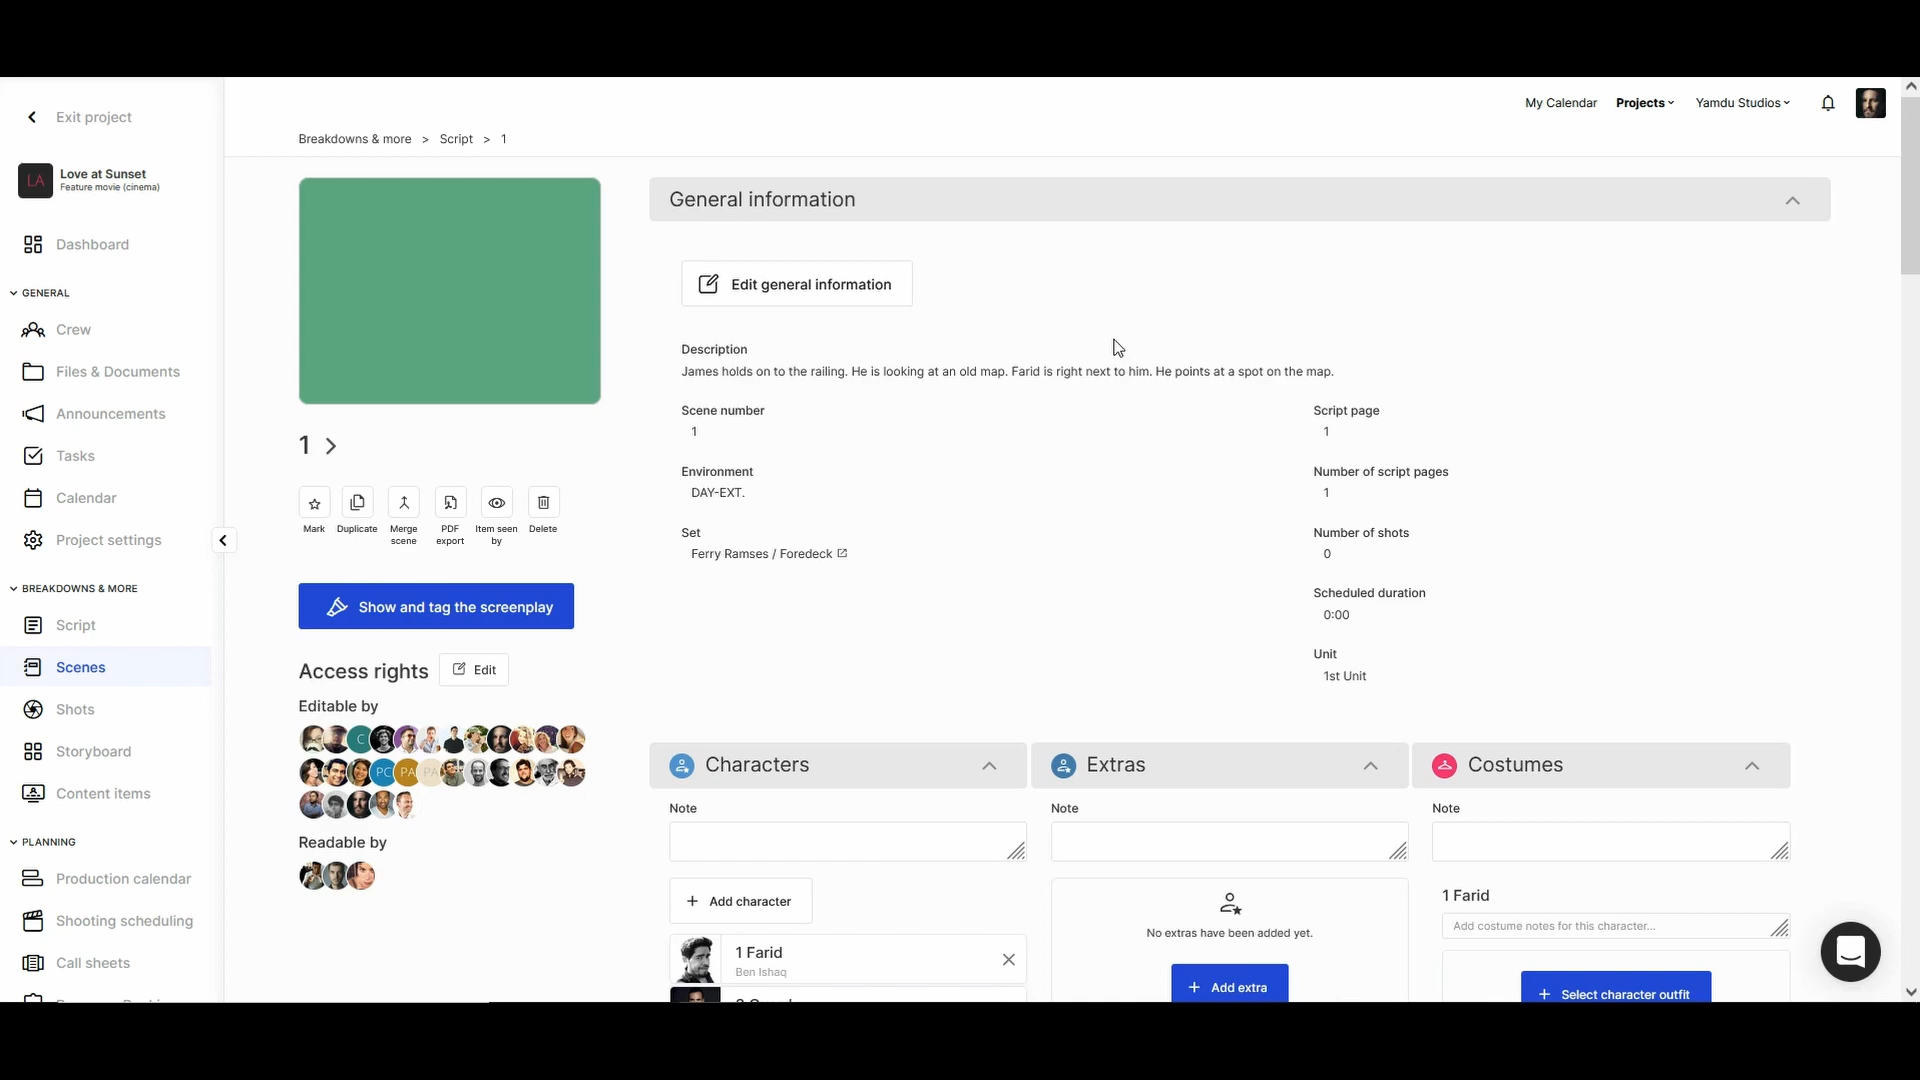 Exit project
My Calendar
Projects
Yamdu Studios
Breakdowns & more > Script > 1
LA
Love at Sunset
Feature movie (cinema)
Dashboard
GENERAL
Crew
Files & Documents
Announcements
Tasks
Calendar
Project settings
BREAKDOWNS & MORE
Script
Scenes
Shots
Storyboard
Content items
PLANNING
Production calendar
Shooting scheduling
Call sheets
1
Mark
Duplicate
Merge
scene
PDF
export
Item seen
by
Delete
Show and tag the screenplay
Access rights
Edit
Editable by
C
PC
PA
PA
Readable by
General information
Edit general information
Description
James holds on to the railing. He is looking at an old map. Farid is right next to him. He points at a spot on the map.
Scene number
1
Environment
DAY-EXT.
Set
Ferry Ramses / Foredeck
Script page
1
Number of script pages
1
Number of shots
0
Scheduled duration
0:00
Unit
1st Unit
Characters
Note
+ Add character
1 Farid
Ben Ishaq
Extras
Note
No extras have been added yet.
+ Add extra
Costumes
Note
1 Farid
Add costume notes for this character...
+ Select character outfit